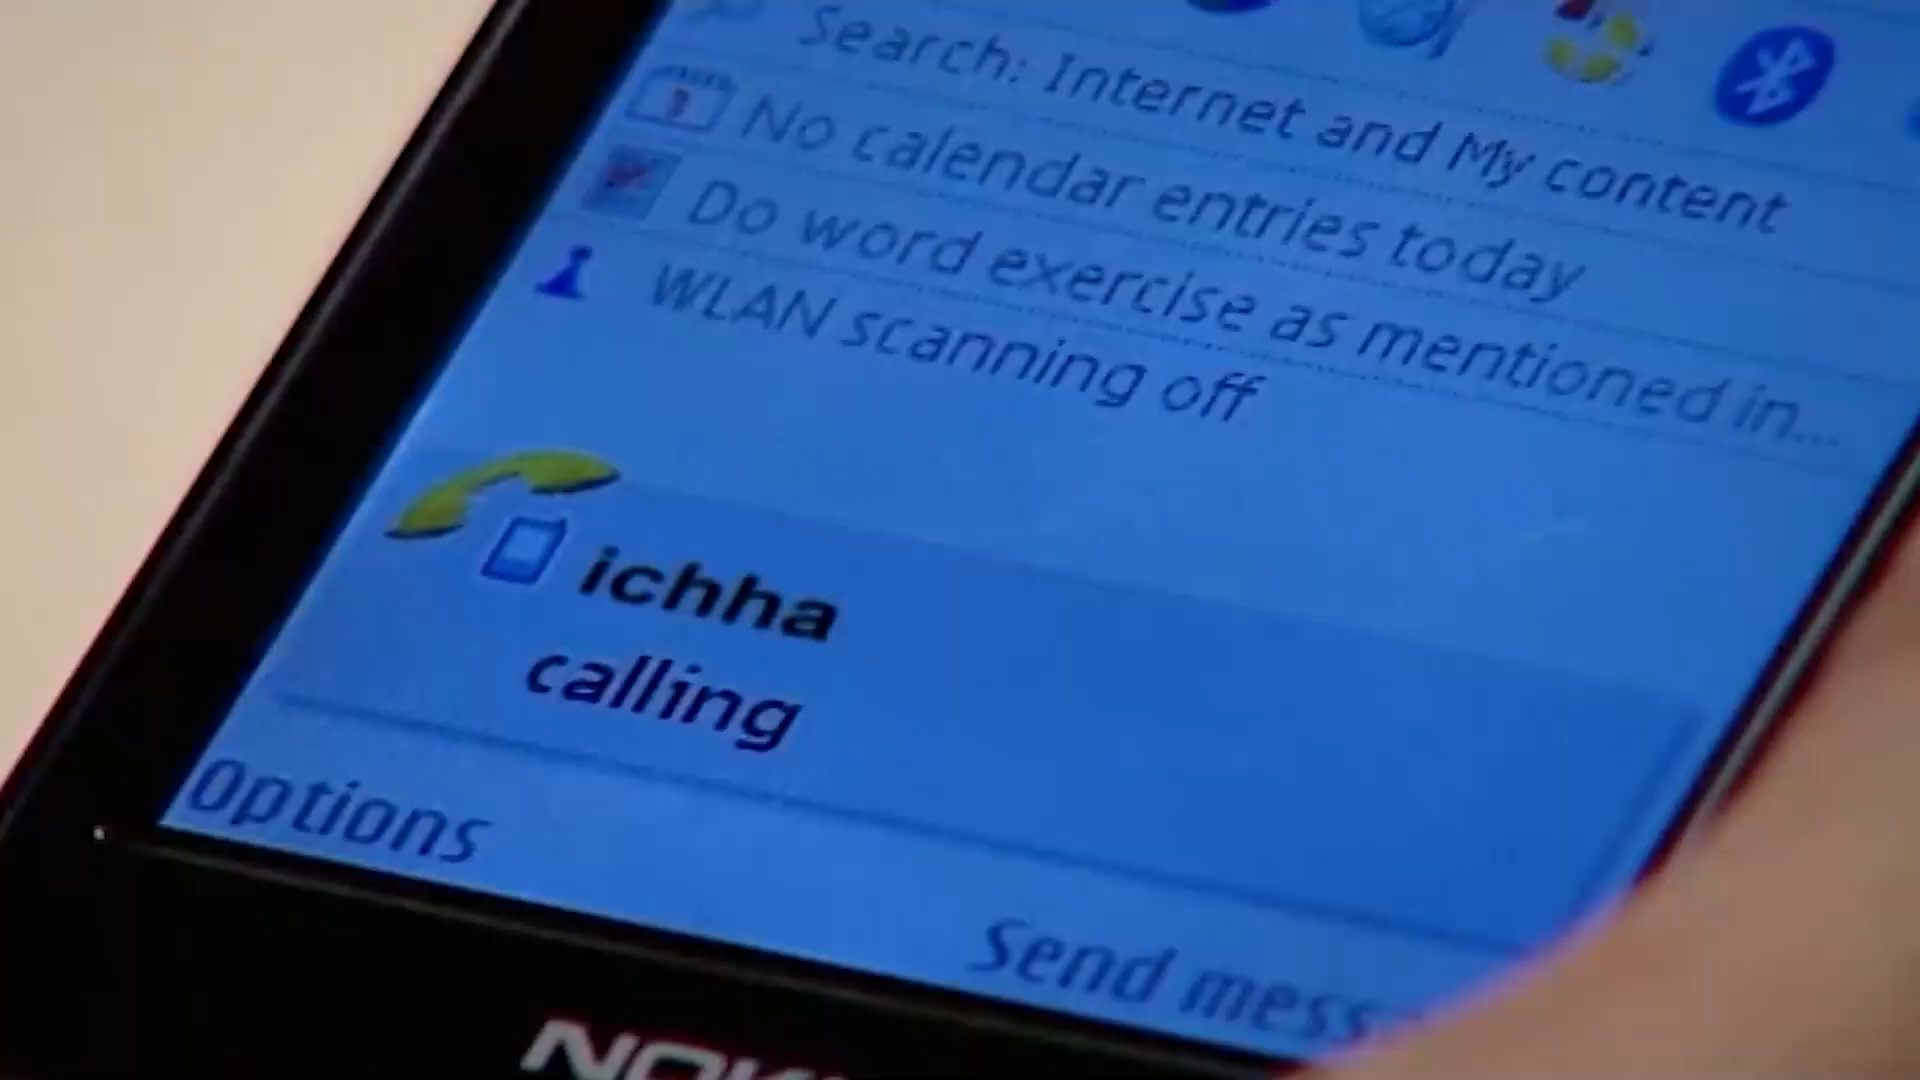 Search: Internet and My content
No calendar entries today
Do word exercise as mentioned in...
WLAN scanning off
ichha
calling
Options
Send mess
NOK